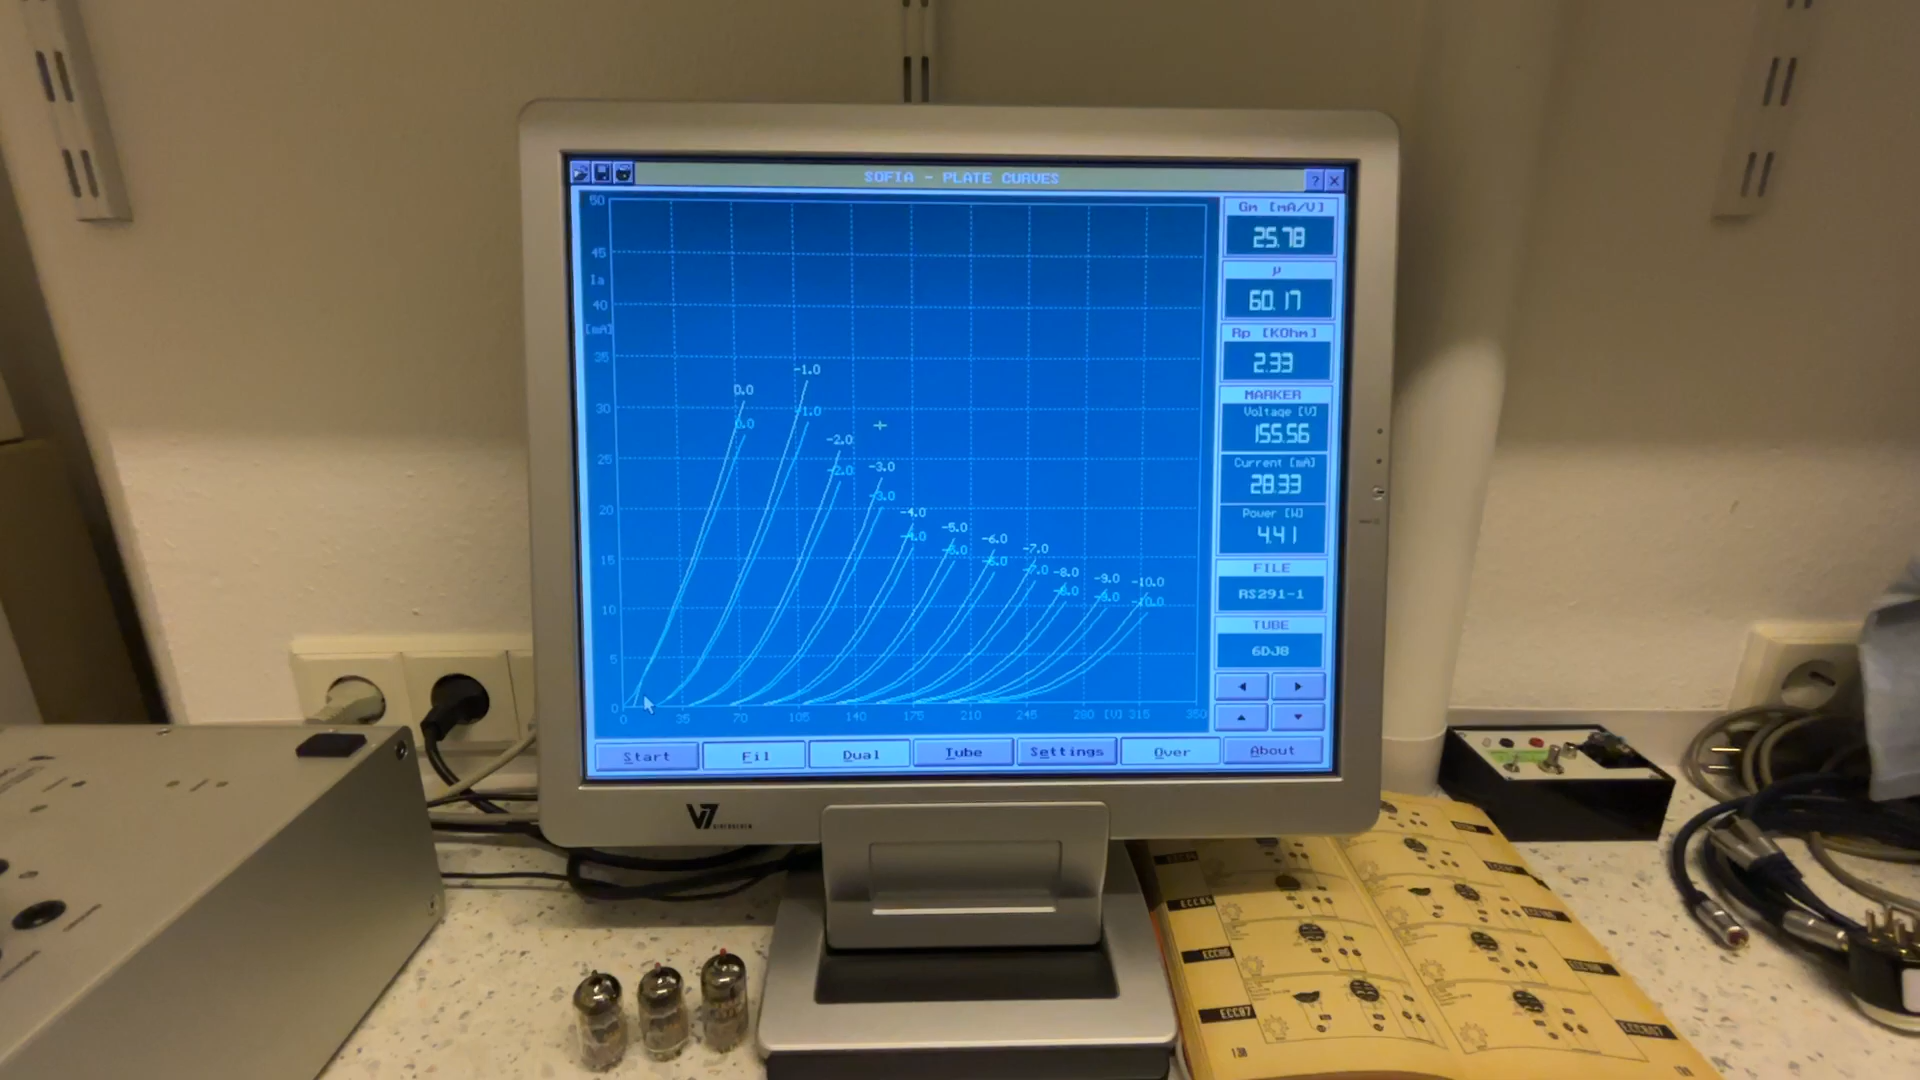 SOFIA - PLATE CURVES
? X
50
45
Ia
40
[mA]
35
30
25
20
15
10
5
0
0 35 70 105 140 175 210 245 280 [V] 315 350
0.0
0.0
-1.0
-1.0
-2.0
-2.0
-3.0
-3.0
-4.0
-4.0
-5.0
-5.0
-6.0
-6.0
-7.0
-7.0
-8.0
-8.0
-9.0
-9.0
-10.0
-10.0
Gm [mA/V]
25.78
µ
60.17
Rp [KOhm]
2.33
MARKER
Voltage [V]
155.56
Current [mA]
28.33
Power [W]
4.41
FILE
RS291-1
TUBE
6DJ8
Start Fil Dual Tube Settings Over About
V7
VIDEOSEVEN
ECC85
ECC86
ECC87